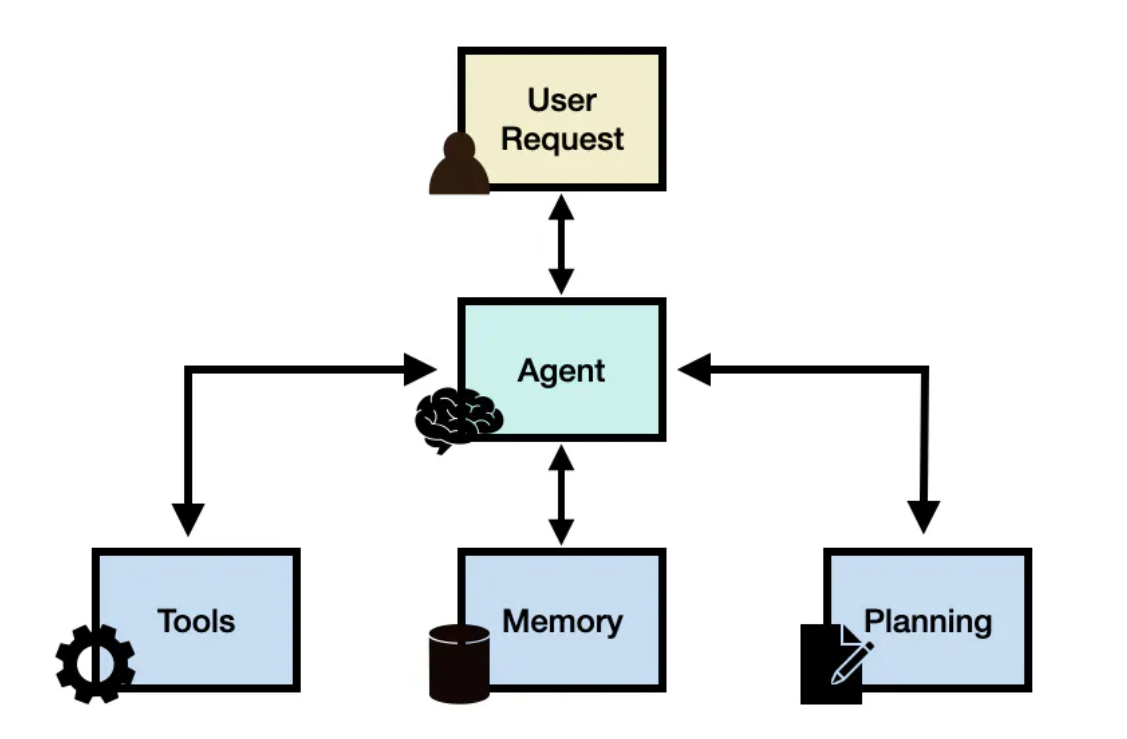 User
Request
Agent
Tools
Memory
Planning